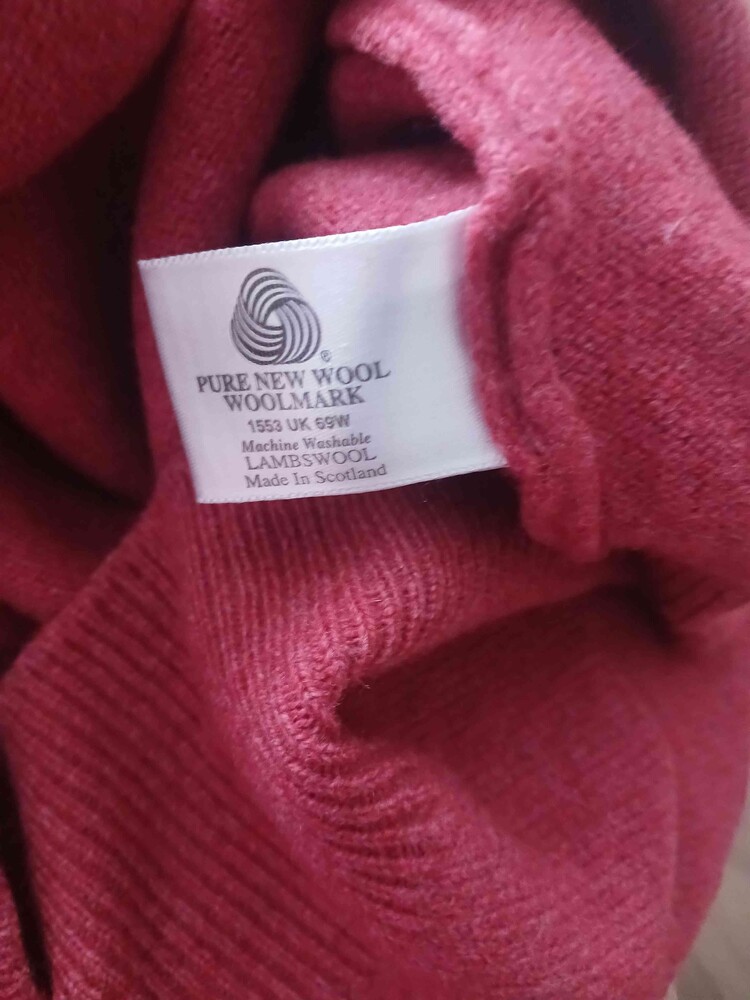 ®
PURE NEW WOOL
WOOLMARK
1553 UK 69W
Machine Washable
LAMBSWOOL
Made In Scotland